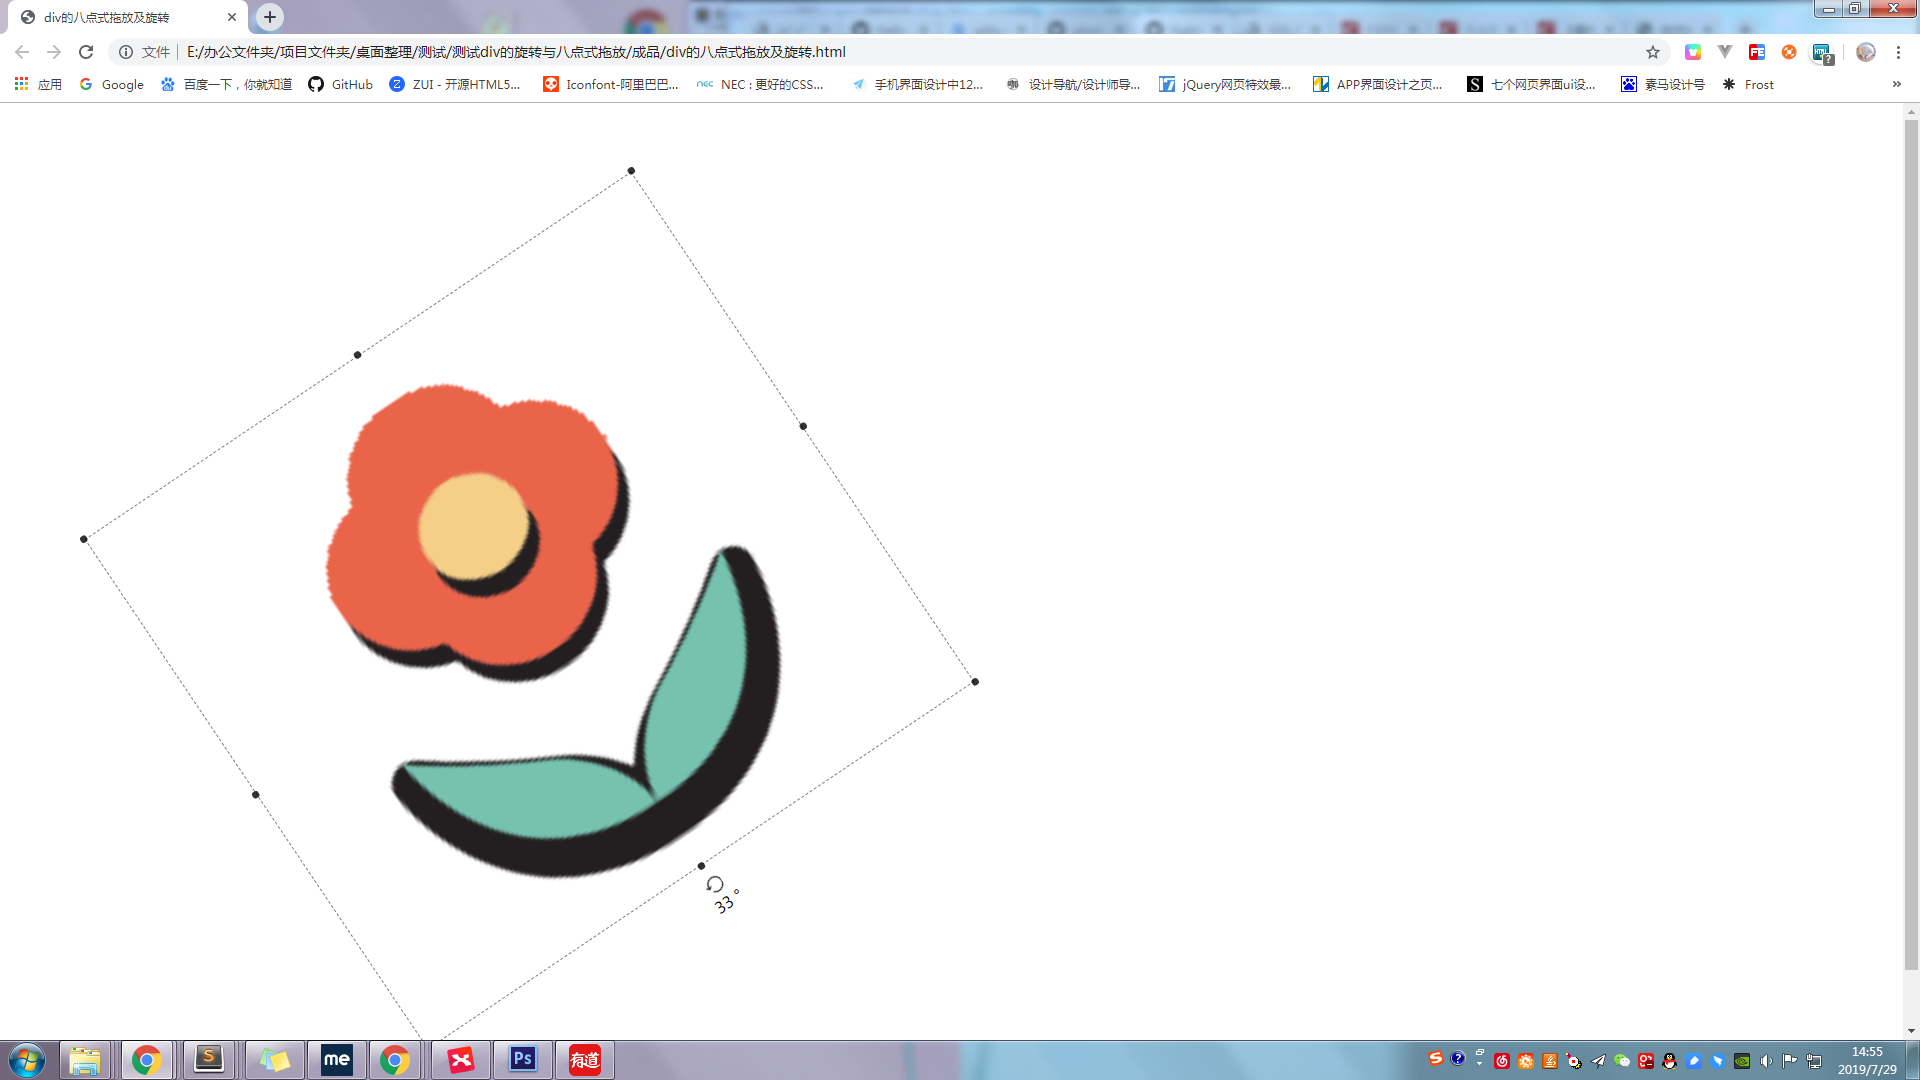 div的八点式拖放及旋转
文件 E:/办公文件夹/项目文件夹/桌面整理/测试/测试div的旋转与八点式拖放/成品/div的八点式拖放及旋转.html
FE
HTML
?
应用 Google 百度一下，你就知道 GitHub ZUI - 开源HTML5... Iconfont-阿里巴巴... NEC : 更好的CSS... 手机界面设计中12... 设计导航/设计师导... jQuery网页特效最... APP界面设计之页... 七个网页界面ui设... 素马设计号 Frost »
33°
me
Ps
有道
14:55
2019/7/29